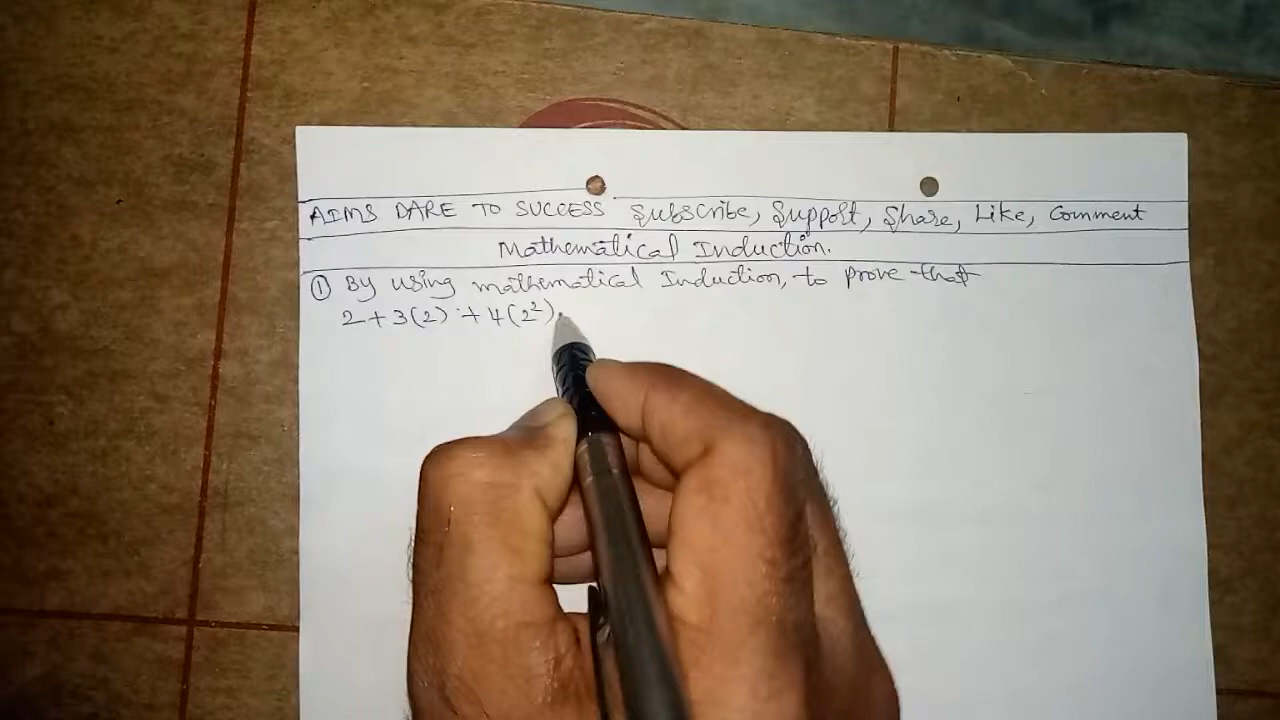 AIMS DARE TO SUCCESS Subscribe, Support, Share, Like, Comment
Mathematical Induction.
① By using mathematical Induction, to prove that
2+3(2)+4(2²)